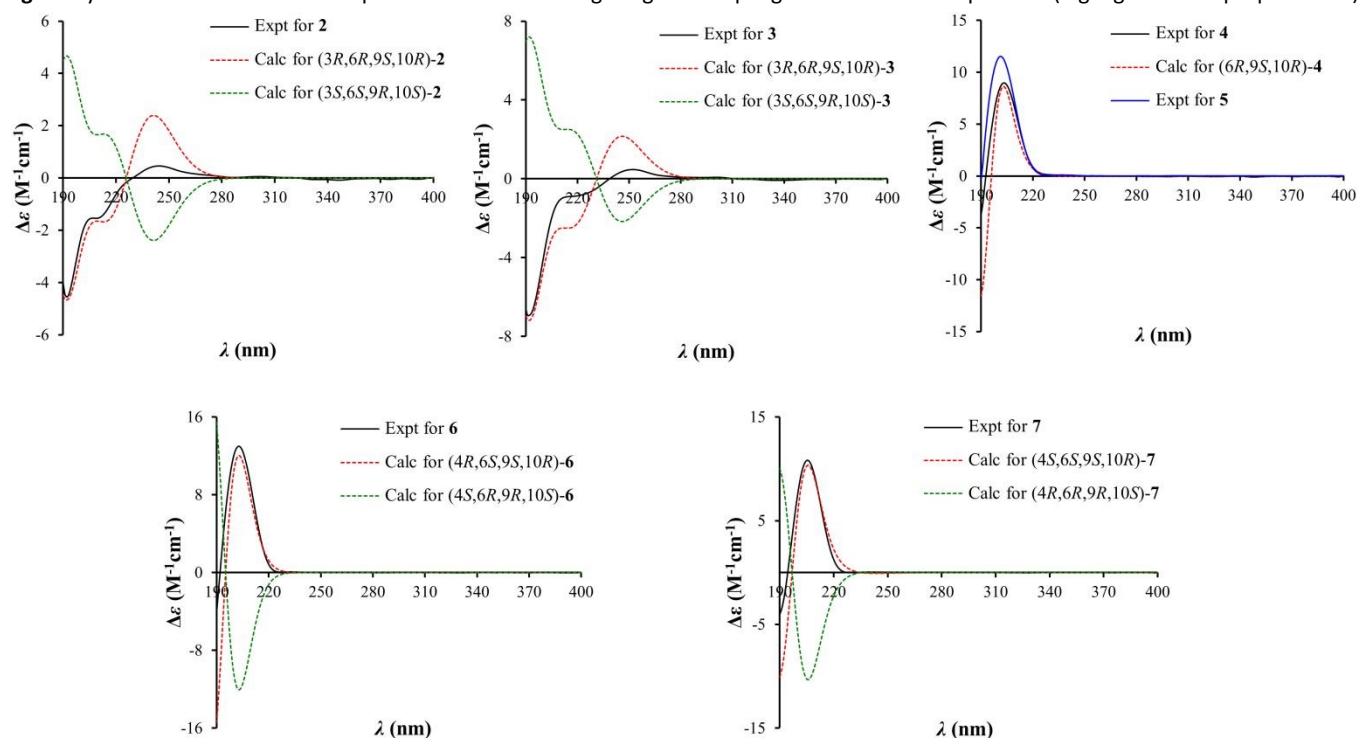 Expt for 2
Calc for (3R,6R,9S,10R)-2
Calc for (3S,6S,9R,10S)-2
Δε (M⁻¹cm⁻¹)
6
4
2
0
-2
-4
-6
190 220 250 280 310 340 370 400
λ (nm)
Expt for 3
Calc for (3R,6R,9S,10R)-3
Calc for (3S,6S,9R,10S)-3
Δε (M⁻¹cm⁻¹)
8
4
0
-4
-8
190 220 250 280 310 340 370 400
λ (nm)
Expt for 4
Calc for (6R,9S,10R)-4
Expt for 5
Δε (M⁻¹cm⁻¹)
15
10
5
0
-5
-10
-15
190 220 250 280 310 340 370 400
λ (nm)
Expt for 6
Calc for (4R,6S,9S,10R)-6
Calc for (4S,6R,9R,10S)-6
Δε (M⁻¹cm⁻¹)
16
8
0
-8
-16
190 220 250 280 310 340 370 400
λ (nm)
Expt for 7
Calc for (4S,6S,9S,10R)-7
Calc for (4R,6R,9R,10S)-7
Δε (M⁻¹cm⁻¹)
15
5
-5
-15
190 220 250 280 310 340 370 400
λ (nm)